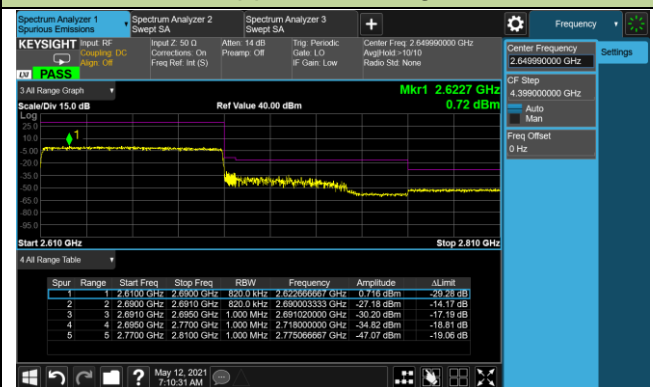 Spectrum Analyzer 1
Spurious Emissions
Spectrum Analyzer 2
Swept SA
Spectrum Analyzer 3
Swept SA
+
Frequency
KEYSIGHT
Input: RF
Coupling: DC
Align: Off
Input Z: 50 Ω
Corrections: On
Freq Ref: Int (S)
Atten: 14 dB
Preamp: Off
Trig: Periodic
Gate: LO
IF Gain: Low
Center Freq: 2.649990000 GHz
Avg|Hold:>10/10
Radio Std: None
LXI PASS
Center Frequency
2.649990000 GHz
Settings
CF Step
4.399000000 GHz
Auto
Man
Freq Offset
0 Hz
3 All Range Graph
Mkr1 2.6227 GHz
0.72 dBm
Scale/Div 15.0 dB
Ref Value 40.00 dBm
Log
25.0
10.0
-5.00
-20.0
-35.0
-50.0
-65.0
-80.0
-95.0
1
Start 2.610 GHz
Stop 2.810 GHz
4 All Range Table
Spur Range Start Freq Stop Freq RBW Frequency Amplitude ΔLimit
1 1 2.6100 GHz 2.6900 GHz 820.0 kHz 2.622666667 GHz 0.716 dBm -29.28 dB
2 2 2.6900 GHz 2.6910 GHz 820.0 kHz 2.690003333 GHz -27.18 dBm -14.17 dB
3 3 2.6910 GHz 2.6950 GHz 1.000 MHz 2.691020000 GHz -30.20 dBm -17.19 dB
4 4 2.6950 GHz 2.7700 GHz 1.000 MHz 2.718000000 GHz -34.82 dBm -18.81 dB
5 5 2.7700 GHz 2.8100 GHz 1.000 MHz 2.775066667 GHz -47.07 dBm -19.06 dB
?
May 12, 2021
7:10:31 AM